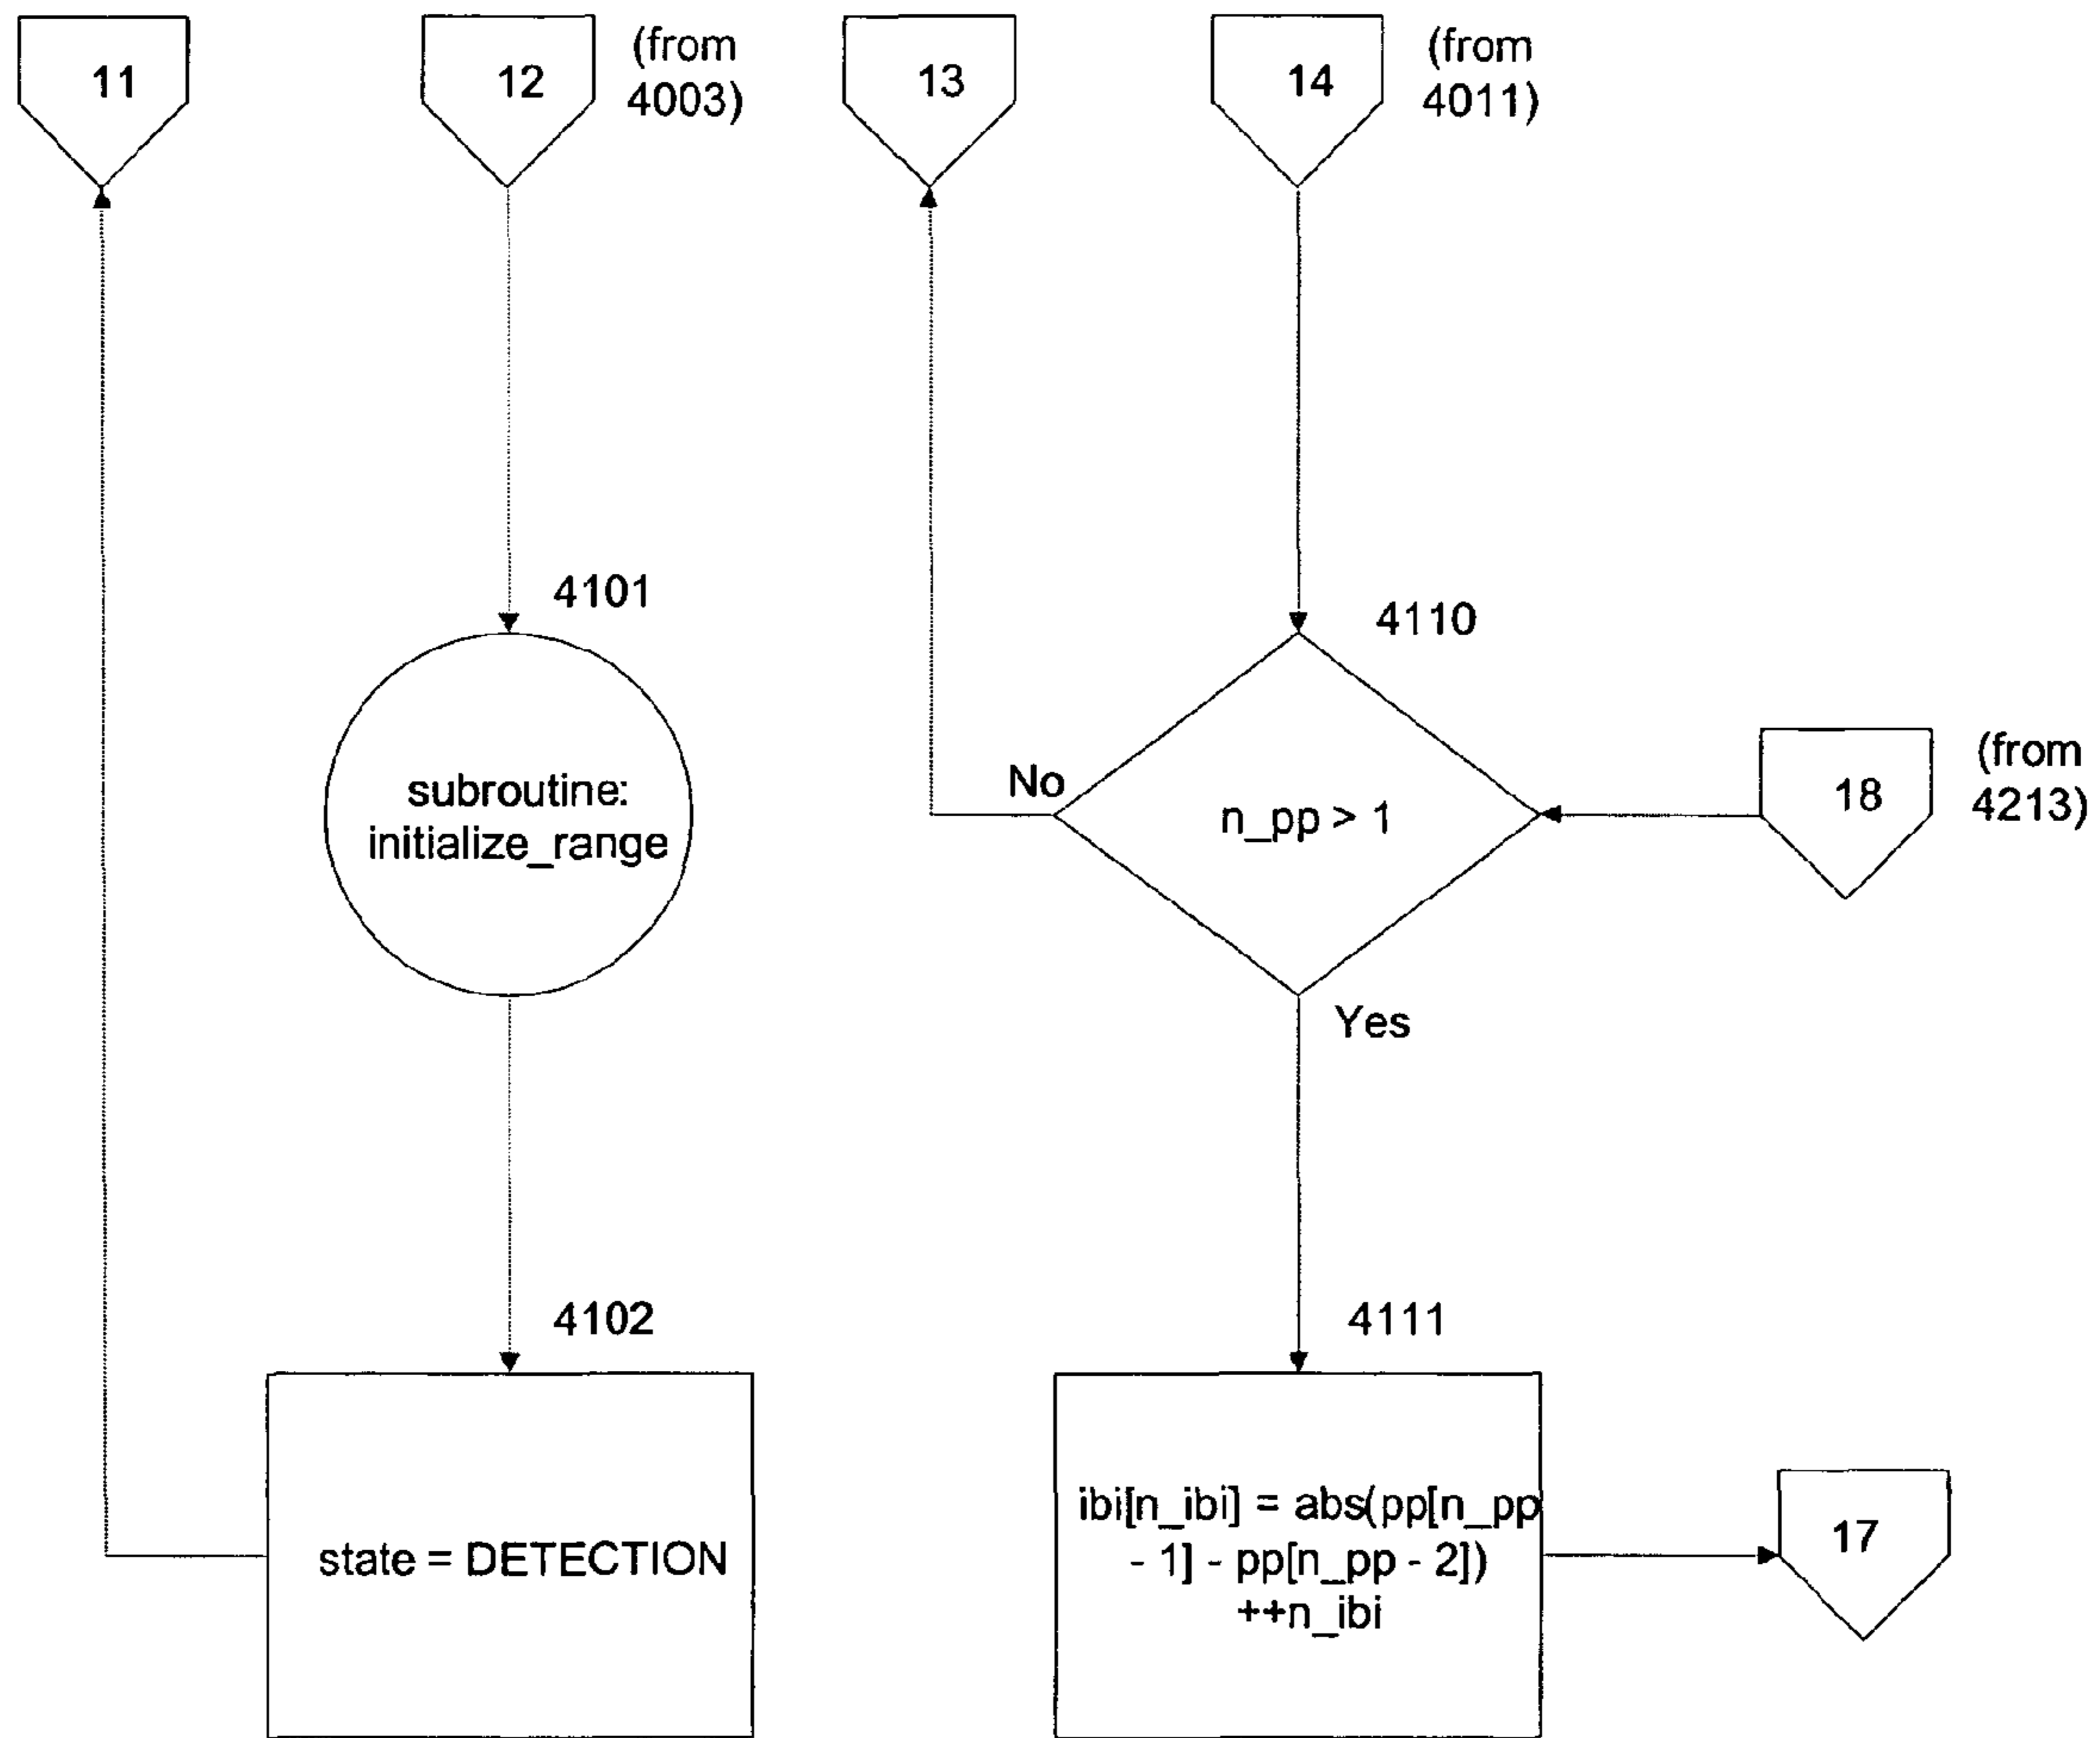 11
12
(from
4003)
13
14
(from
4011)
4101
subroutine:
initialize_range
4102
state = DETECTION
4110
No
n_pp > 1
Yes
18
(from
4213)
4111
ibi[n_ibi] = abs(pp[n_pp
- 1] - pp[n_pp - 2])
++n_ibi
17